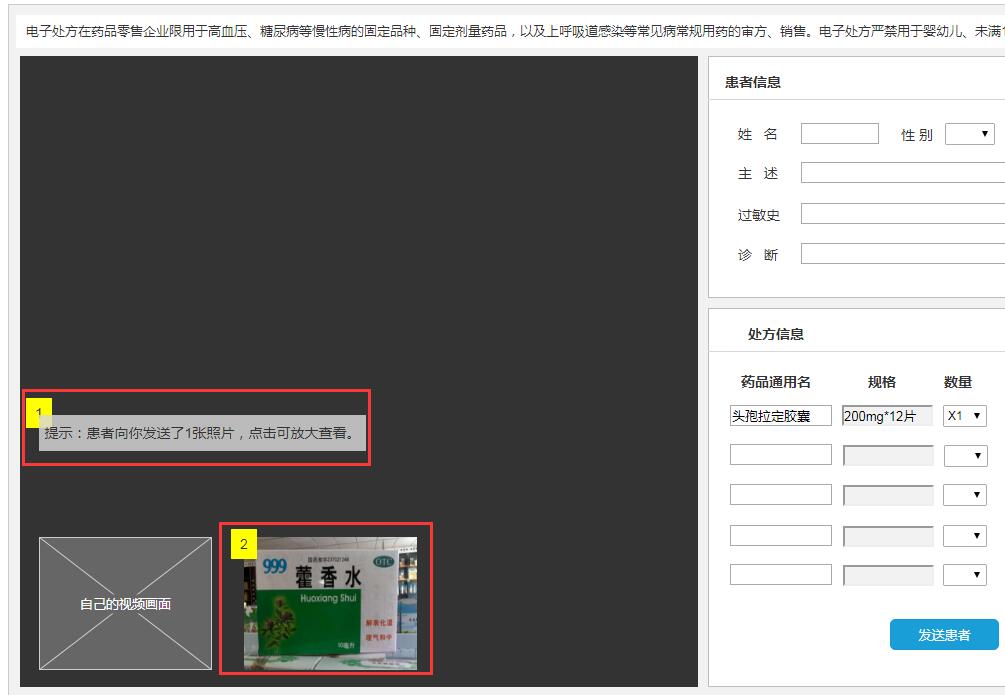 电子处方在药品零售企业限用于高血压、糖尿病等慢性病的固定品种、固定剂量药品，以及上呼吸道感染等常见病常规用药的审方、销售。电子处方严禁用于婴幼儿、未满1
患者信息
姓 名
性 别
主 述
过敏史
诊 断
处方信息
药品通用名 规格 数量
头孢拉定胶囊 200mg*12片 X1
发送患者
1
提示：患者向你发送了1张照片，点击可放大查看。
自己的视频画面
2
999
OTC
藿香水
Huoxiang Shui
解表化湿
理气和中
10毫升